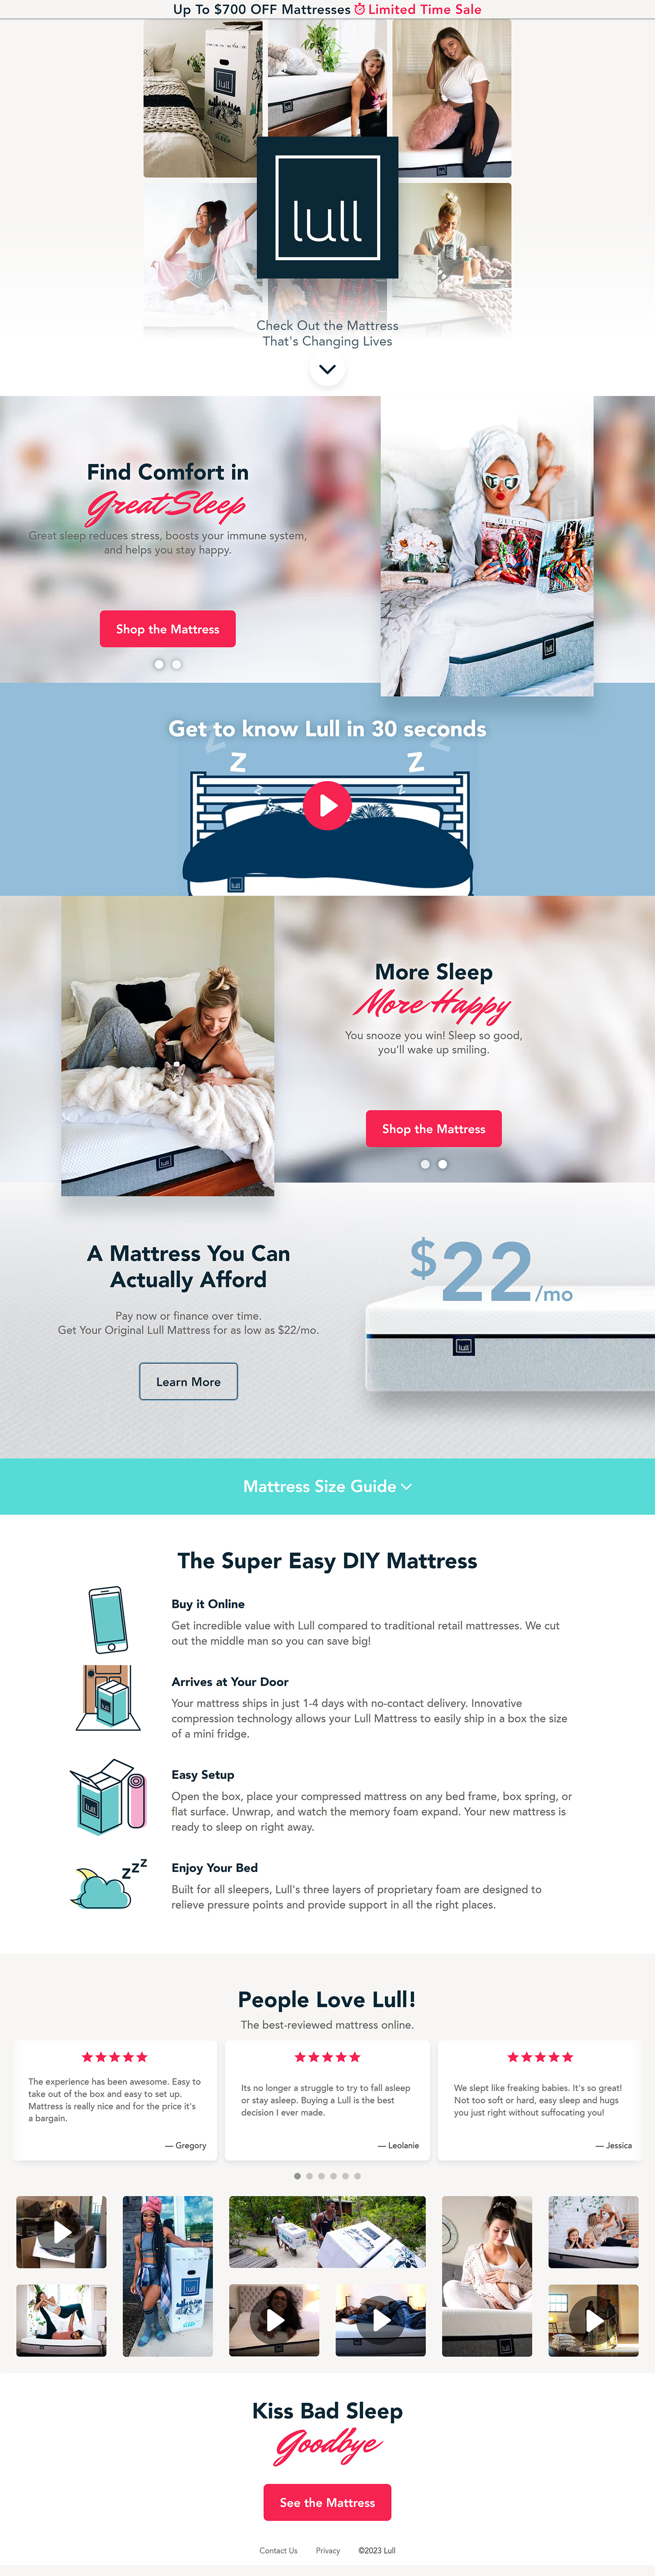 Up To $700 OFF Mattresses Limited Time Sale
lull
lull
Check Out the Mattress
That's Changing Lives
Find Comfort in
Great Sleep
Great sleep reduces stress, boosts your immune system,
and helps you stay happy.
GUCCI
Shop the Mattress
Get to know Lull in 30 seconds
Z Z
Z Z
Z Z
lull
More Sleep
More Happy
You snooze you win! Sleep so good,
you'll wake up smiling.
Shop the Mattress
lull
A Mattress You Can
Actually Afford
$22/mo
Pay now or finance over time.
Get Your Original Lull Mattress for as low as $22/mo.
lull
Learn More
Mattress Size Guide
The Super Easy DIY Mattress
Buy it Online
Get incredible value with Lull compared to traditional retail mattresses. We cut
out the middle man so you can save big!
Arrives at Your Door
Your mattress ships in just 1-4 days with no-contact delivery. Innovative
compression technology allows your Lull Mattress to easily ship in a box the size
of a mini fridge.
lull
Easy Setup
Open the box, place your compressed mattress on any bed frame, box spring, or
flat surface. Unwrap, and watch the memory foam expand. Your new mattress is
ready to sleep on right away.
lull
zzz
Enjoy Your Bed
Built for all sleepers, Lull's three layers of proprietary foam are designed to
relieve pressure points and provide support in all the right places.
People Love Lull!
The best-reviewed mattress online.
The experience has been awesome. Easy to
take out of the box and easy to set up.
Mattress is really nice and for the price it's
a bargain.
— Gregory
Its no longer a struggle to try to fall asleep
or stay asleep. Buying a Lull is the best
decision I ever made.
— Leolanie
We slept like freaking babies. It's so great!
Not too soft or hard, easy sleep and hugs
you just right without suffocating you!
— Jessica
lull
Kiss Bad Sleep
Goodbye
See the Mattress
Contact Us Privacy ©2023 Lull